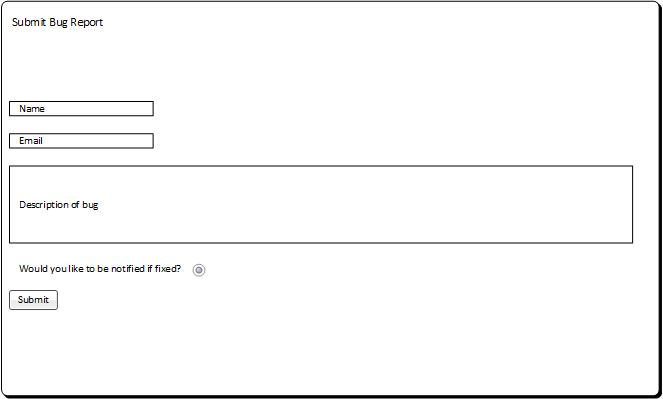 Submit Bug Report
Name
Email
Description of bug
Would you like to be notified if fixed?
Submit